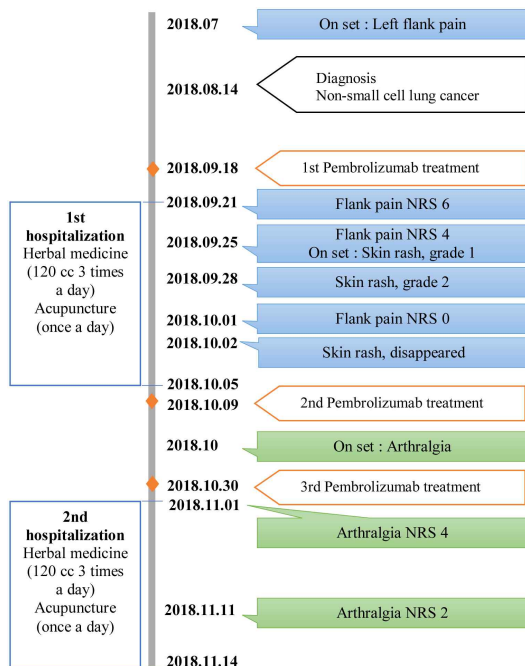 2018.07
On set : Left flank pain
2018.08.14
Diagnosis
Non-small cell lung cancer
2018.09.18
1st Pembrolizumab treatment
1st
hospitalization
Herbal medicine
(120 cc 3 times
a day)
Acupuncture
(once a day)
2018.09.21
Flank pain NRS 6
2018.09.25
Flank pain NRS 4
On set : Skin rash, grade 1
2018.09.28
Skin rash, grade 2
2018.10.01
Flank pain NRS 0
2018.10.02
Skin rash, disappeared
2018.10.05
2018.10.09
2nd Pembrolizumab treatment
2018.10
On set : Arthralgia
2018.10.30
3rd Pembrolizumab treatment
2nd
hospitalization
Herbal medicine
(120 cc 3 times
a day)
Acupuncture
(once a day)
2018.11.01
Arthralgia NRS 4
2018.11.11
Arthralgia NRS 2
2018.11.14